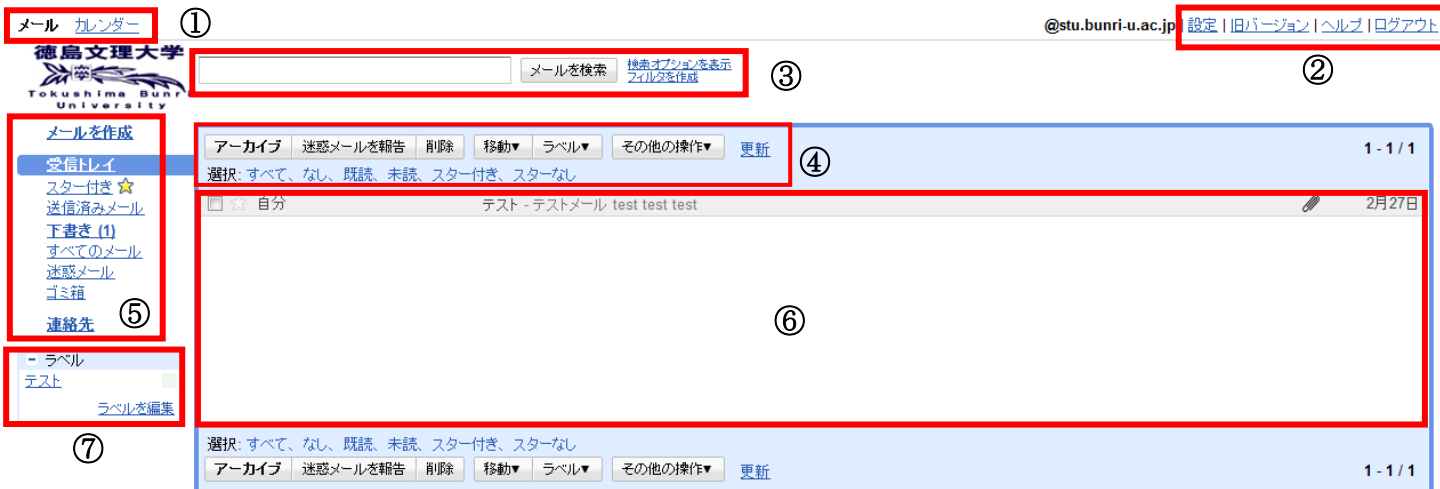 メール カレンダー ①
@stu.bunri-u.ac.jp | 設定 | 旧バージョン | ヘルプ | ログアウト
②
徳島文理大学
Tokushima Bunri
University
メールを検索 検索オプションを表示
フィルタを作成
③
メールを作成
受信トレイ
スター付き
送信済みメール
下書き (1)
すべてのメール
迷惑メール
ゴミ箱
連絡先
⑤
- ラベル
テスト
ラベルを編集
⑦
アーカイブ 迷惑メールを報告 削除 移動▼ ラベル▼ その他の操作▼ 更新 1 - 1 / 1
選択: すべて、なし、既読、未読、スター付き、スターなし
④
自分 テスト - テストメール test test test 2月27日
⑥
選択: すべて、なし、既読、未読、スター付き、スターなし
アーカイブ 迷惑メールを報告 削除 移動▼ ラベル▼ その他の操作▼ 更新 1 - 1 / 1